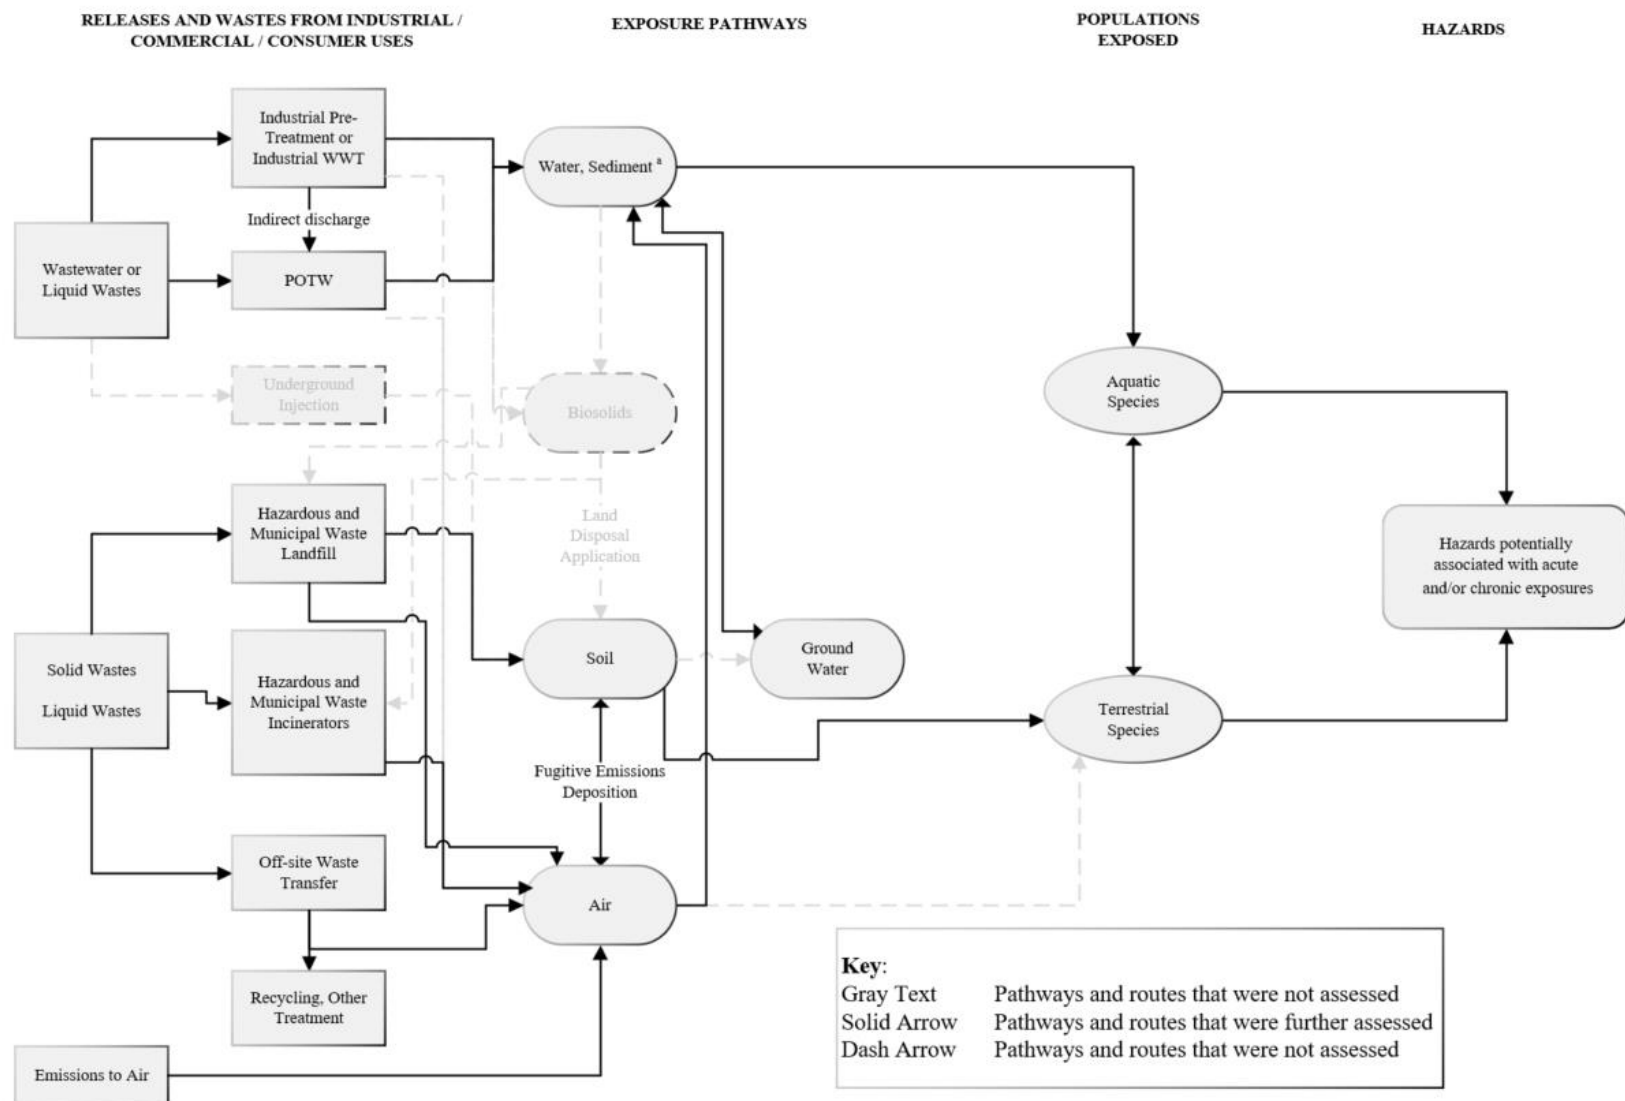 RELEASES AND WASTES FROM INDUSTRIAL /
COMMERCIAL / CONSUMER USES
EXPOSURE PATHWAYS
POPULATIONS
EXPOSED
HAZARDS
Industrial Pre-
Treatment or
Industrial WWT
Water, Sediment a
Indirect discharge
Wastewater or
Liquid Wastes
POTW
Underground
Injection
Biosolids
Aquatic
Species
Hazardous and
Municipal Waste
Landfill
Land
Disposal
Application
Hazards potentially
associated with acute
and/or chronic exposures
Solid Wastes
Liquid Wastes
Hazardous and
Municipal Waste
Incinerators
Soil
Ground
Water
Terrestrial
Species
Fugitive Emissions
Deposition
Off-site Waste
Transfer
Air
Recycling, Other
Treatment
Emissions to Air
Key:
Gray Text Pathways and routes that were not assessed
Solid Arrow Pathways and routes that were further assessed
Dash Arrow Pathways and routes that were not assessed